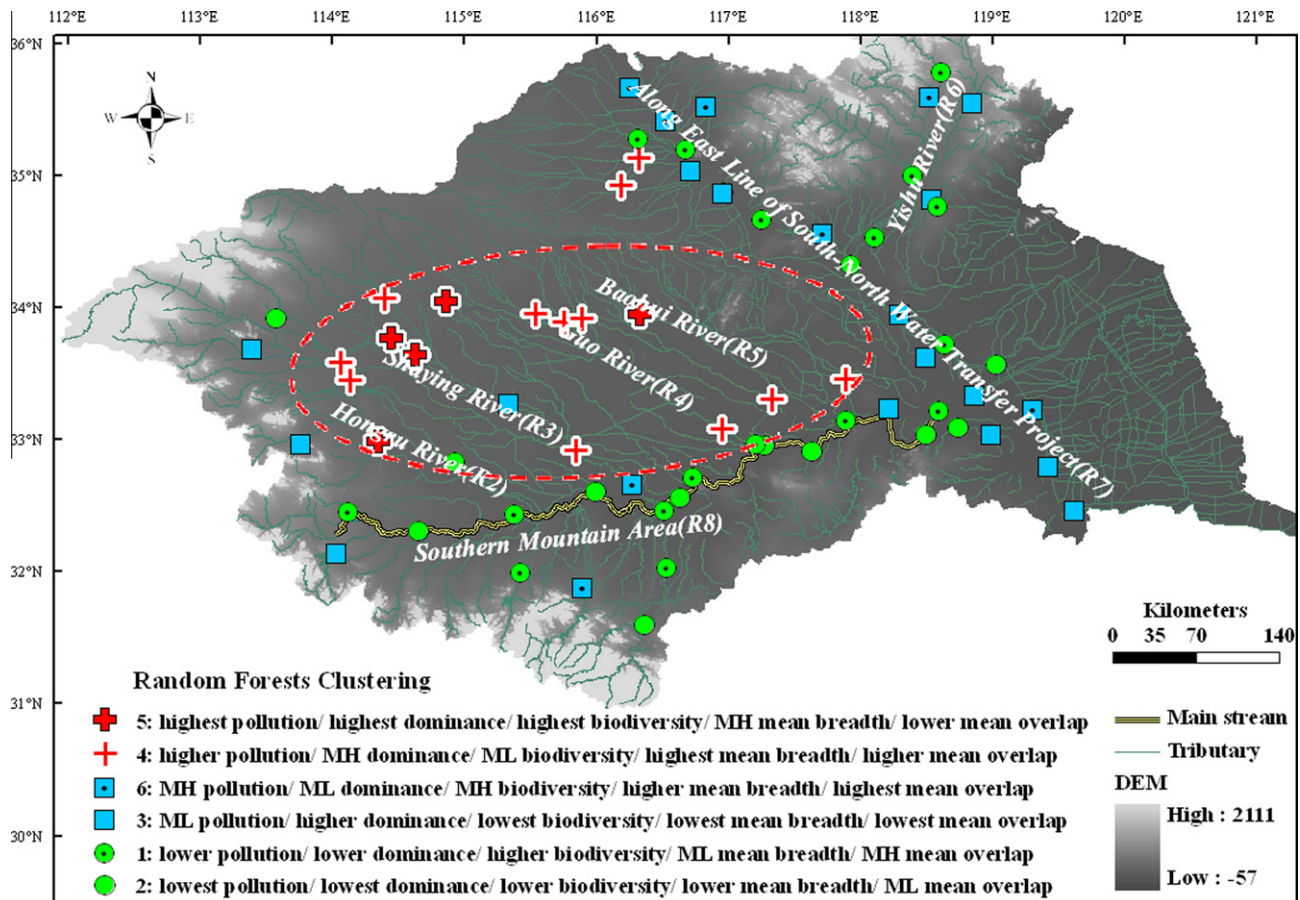 112°E 113°E 114°E 115°E 116°E 117°E 118°E 119°E 120°E 121°E
36°N
35°N
34°N
33°N
32°N
31°N
30°N
N
W E
S
Along East Line of South-North Water Transfer Project(R7)
Yishu River(R6)
Baohui River(R5)
Guo River(R4)
Shaying River(R3)
Hongru River(R2)
Southern Mountain Area(R8)
Kilometers
0 35 70 140
Random Forests Clustering
5: highest pollution/ highest dominance/ highest biodiversity/ MH mean breadth/ lower mean overlap
4: higher pollution/ MH dominance/ ML biodiversity/ highest mean breadth/ higher mean overlap
6: MH pollution/ ML dominance/ MH biodiversity/ higher mean breadth/ highest mean overlap
3: ML pollution/ higher dominance/ lowest biodiversity/ lowest mean breadth/ lowest mean overlap
1: lower pollution/ lower dominance/ higher biodiversity/ ML mean breadth/ MH mean overlap
2: lowest pollution/ lowest dominance/ lower biodiversity/ lower mean breadth/ ML mean overlap
Main stream
Tributary
DEM
High : 2111
Low : -57